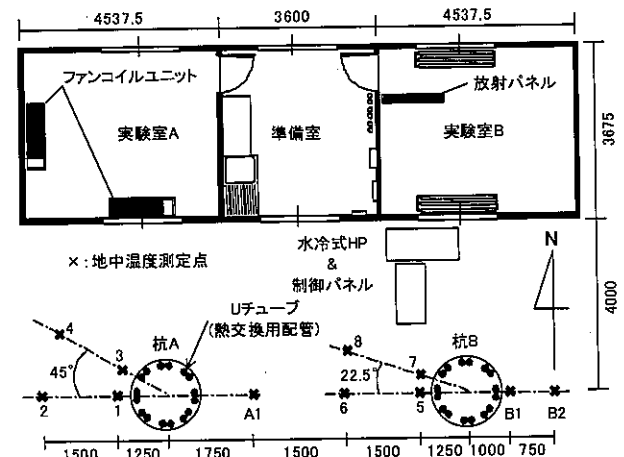 4537.5
3600
4537.5
ファンコイルユニット
放射パネル
実験室A
準備室
実験室B
3675
×:地中温度測定点
水冷式HP
&
制御パネル
N
4000
Uチューブ
(熱交換用配管)
杭A
杭B
4
3
45°
2
1
A1
8
7
22.5°
6
5
B1
B2
1500
1250
1750
1500
1500
1250
1000
750